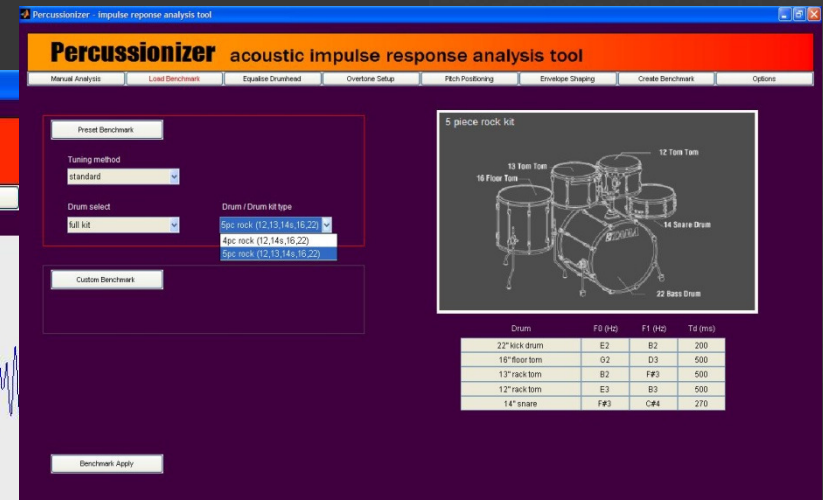 Percussionizer - impulse reponse analysis tool
Percussionizer acoustic impulse response analysis tool
Manual Analysis Load Benchmark Equalise Drumhead Overtone Setup Pitch Positioning Envelope Shaping Create Benchmark Options
Preset Benchmark
Tuning method
standard
Drum select Drum / Drum kit type
full kit 5pc rock (12,13,14s,16,22)
4pc rock (12,14s,16,22)
5pc rock (12,13,14s,16,22)
Custom Benchmark
Benchmark Apply
5 piece rock kit
12 Tom Tom
13 Tom Tom
16 Floor Tom
14 Snare Drum
TAMA
22 Bass Drum
Drum F0 (Hz) F1 (Hz) Td (ms)
22" kick drum E2 B2 200
16" floor tom G2 D3 500
13" rack tom B2 F#3 500
12" rack tom E3 B3 500
14" snare F#3 C#4 270